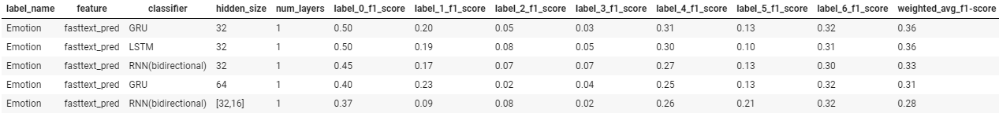 label_name feature classifier hidden_size num_layers label_0_f1_score label_1_f1_score label_2_f1_score label_3_f1_score label_4_f1_score label_5_f1_score label_6_f1_score weighted_avg_f1-score
Emotion fasttext_pred GRU 32 1 0.50 0.20 0.05 0.03 0.31 0.13 0.32 0.36
Emotion fasttext_pred LSTM 32 1 0.50 0.19 0.08 0.05 0.30 0.10 0.31 0.36
Emotion fasttext_pred RNN(bidirectional) 32 1 0.45 0.17 0.07 0.07 0.27 0.13 0.30 0.33
Emotion fasttext_pred GRU 64 1 0.40 0.23 0.02 0.04 0.25 0.13 0.32 0.31
Emotion fasttext_pred RNN(bidirectional) [32,16] 1 0.37 0.09 0.08 0.02 0.26 0.21 0.32 0.28